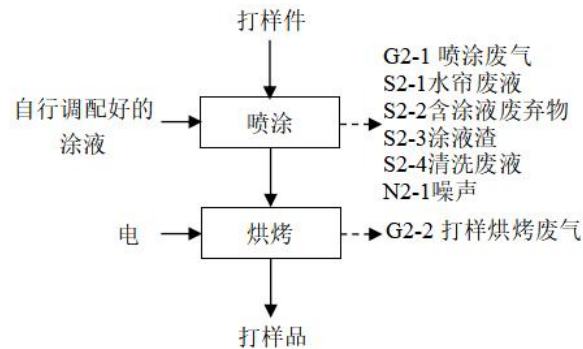 打样件
G2-1 喷涂废气
S2-1水帘废液
S2-2含涂液废弃物
S2-3涂液渣
S2-4清洗废液
N2-1噪声
自行调配好的
涂液
喷涂
电
烘烤
G2-2 打样烘烤废气
打样品